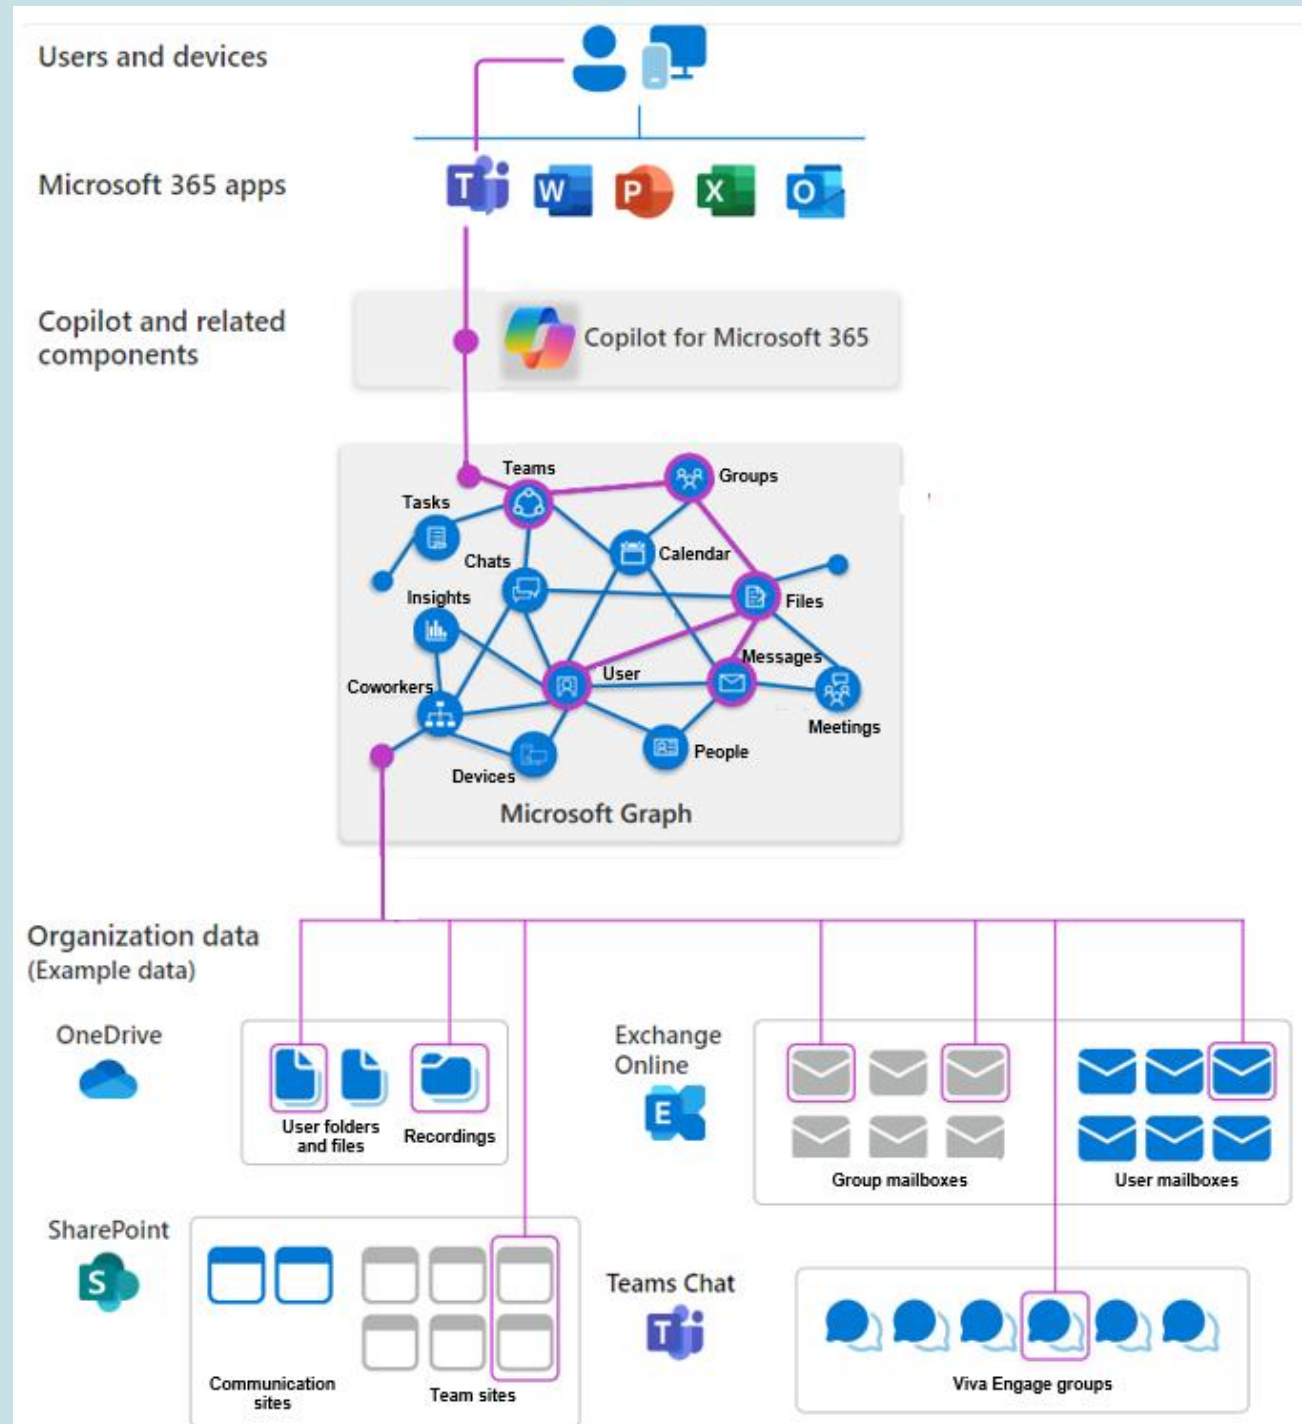 Users and devices
Microsoft 365 apps
T
W
P
X
O
Copilot and related
components
Copilot for Microsoft 365
Teams
Groups
Tasks
Calendar
Chats
Insights
Files
Messages
User
Coworkers
Meetings
People
Devices
Microsoft Graph
Organization data
(Example data)
OneDrive
User folders
and files
Recordings
Exchange
Online
E
Group mailboxes
User mailboxes
SharePoint
S
Communication
sites
Team sites
Teams Chat
T
Viva Engage groups